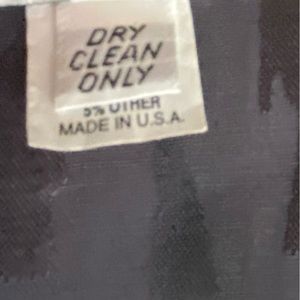 DRY
CLEAN
ONLY
5% OTHER
MADE IN U.S.A.